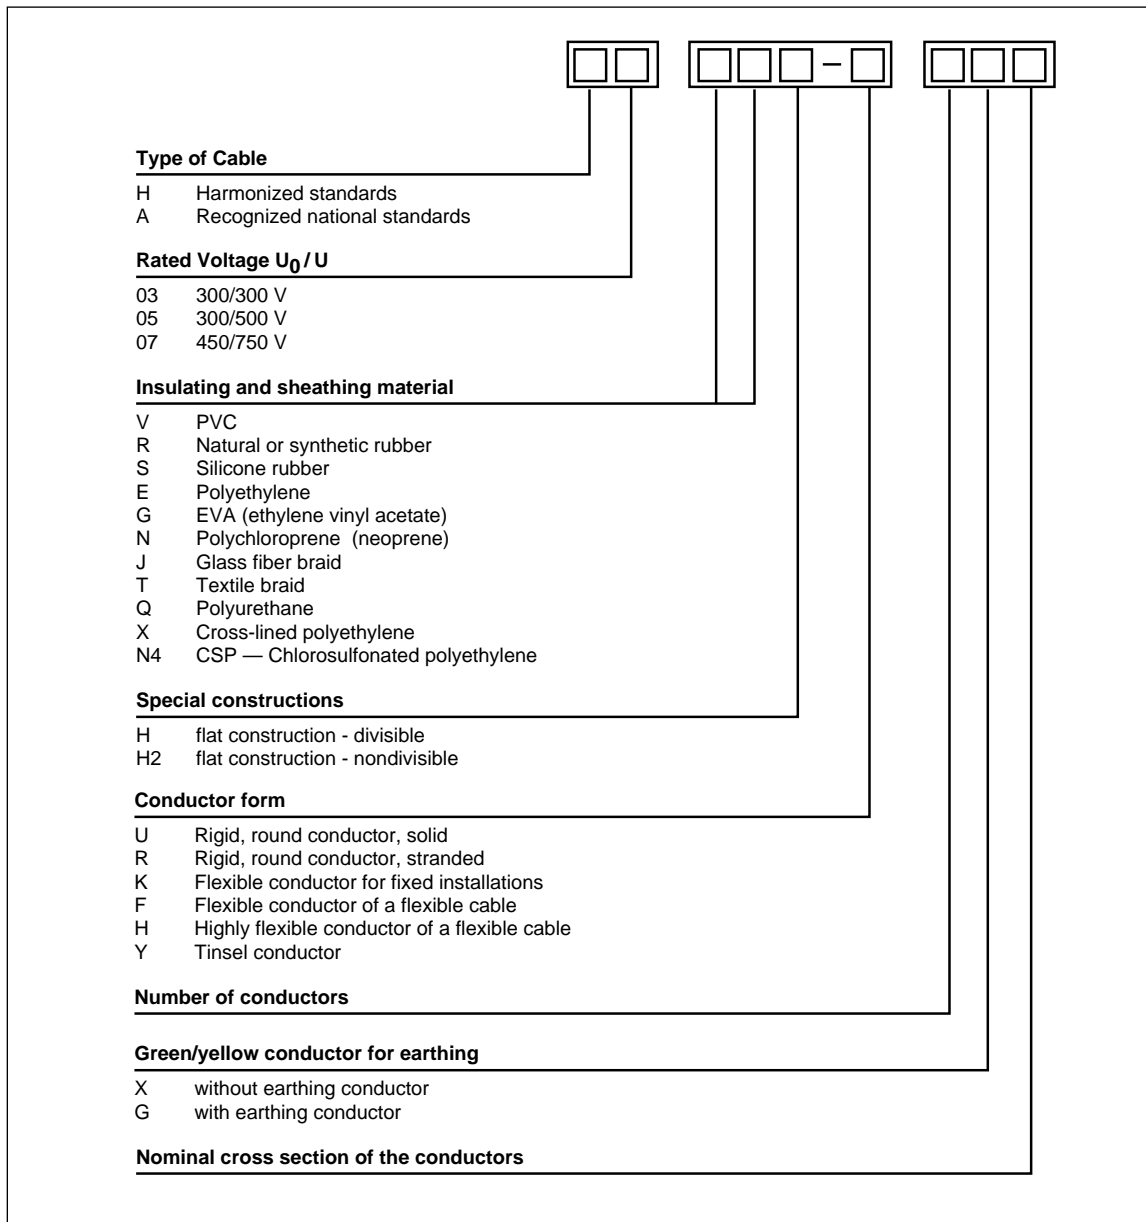 –
Type of Cable
H Harmonized standards
A Recognized national standards
Rated Voltage U0 / U
03 300/300 V
05 300/500 V
07 450/750 V
Insulating and sheathing material
V PVC
R Natural or synthetic rubber
S Silicone rubber
E Polyethylene
G EVA (ethylene vinyl acetate)
N Polychloroprene (neoprene)
J Glass fiber braid
T Textile braid
Q Polyurethane
X Cross-lined polyethylene
N4 CSP — Chlorosulfonated polyethylene
Special constructions
H flat construction - divisible
H2 flat construction - nondivisible
Conductor form
U Rigid, round conductor, solid
R Rigid, round conductor, stranded
K Flexible conductor for fixed installations
F Flexible conductor of a flexible cable
H Highly flexible conductor of a flexible cable
Y Tinsel conductor
Number of conductors
Green/yellow conductor for earthing
X without earthing conductor
G with earthing conductor
Nominal cross section of the conductors